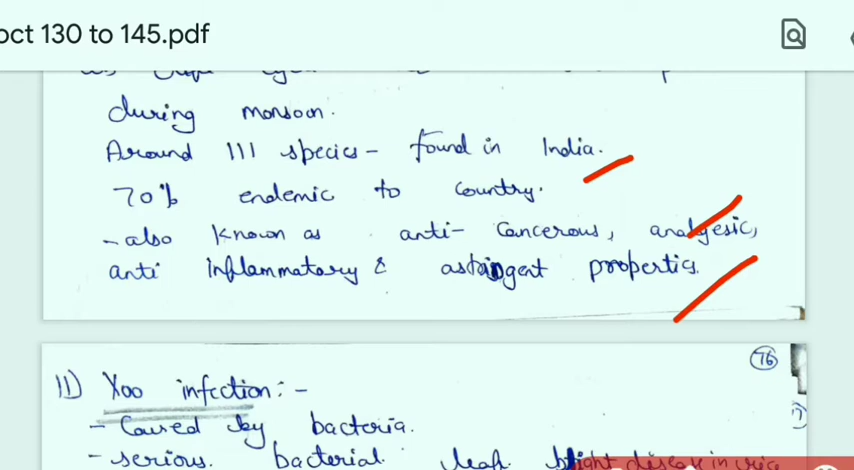 oct 130 to 145.pdf
during monsoon.
Around 111 species - found in India.
70% endemic to country.
- also known as anti- Cancerous, analgesic,
anti inflammatory & astringent properties.
76
11) Xoo infection: -
- Caused by bacteria.
- serious bacterial leaf blight disease in rice